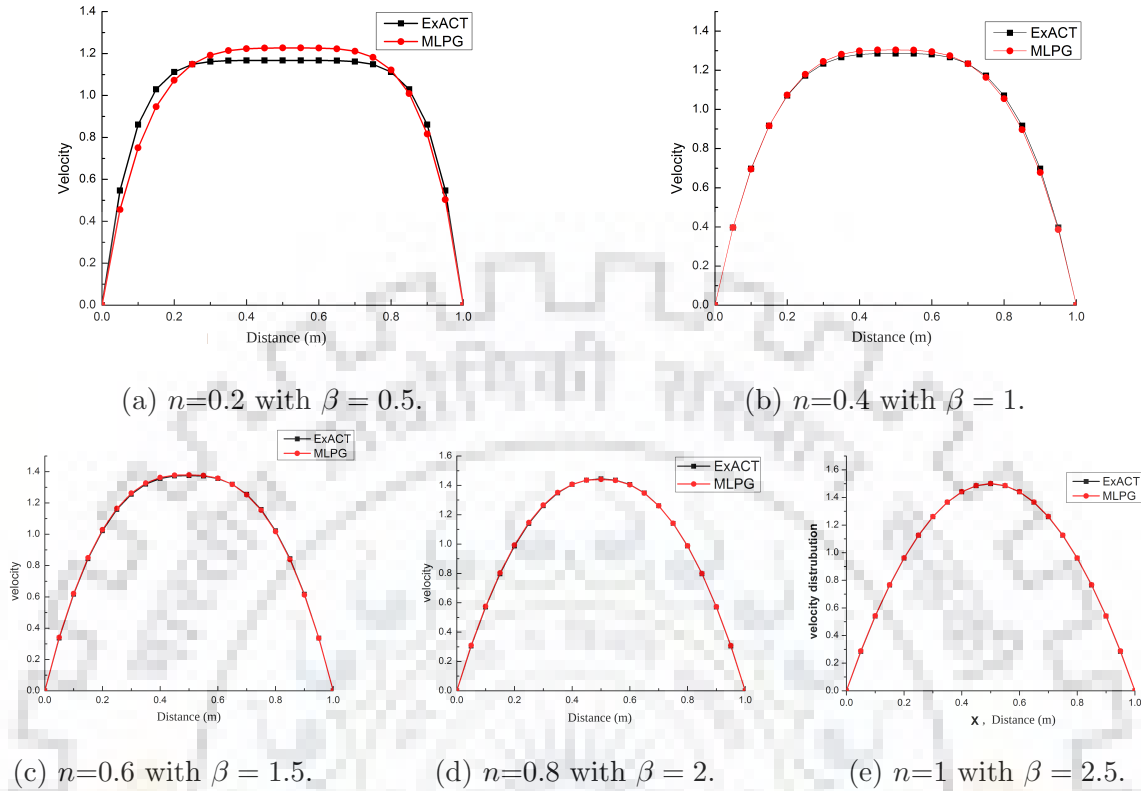 ExACT
MLPG
Velocity
1.4
1.2
1.0
0.8
0.6
0.4
0.2
0.0
0.0 0.2 0.4 0.6 0.8 1.0
Distance (m)
(a) n=0.2 with β = 0.5.
ExACT
MLPG
Velocity
1.4
1.2
1.0
0.8
0.6
0.4
0.2
0.0
0.0 0.2 0.4 0.6 0.8 1.0
Distance (m)
(b) n=0.4 with β = 1.
ExACT
MLPG
velocity
1.4
1.2
1.0
0.8
0.6
0.4
0.2
0.0
0.0 0.2 0.4 0.6 0.8 1.0
Distance (m)
(c) n=0.6 with β = 1.5.
ExACT
MLPG
velocity
1.6
1.4
1.2
1.0
0.8
0.6
0.4
0.2
0.0
0.0 0.2 0.4 0.6 0.8 1.0
Distance (m)
(d) n=0.8 with β = 2.
ExACT
MLPG
velocity distrubution
1.6
1.4
1.2
1.0
0.8
0.6
0.4
0.2
0.0
0.0 0.2 0.4 0.6 0.8 1.0
X , Distance (m)
(e) n=1 with β = 2.5.